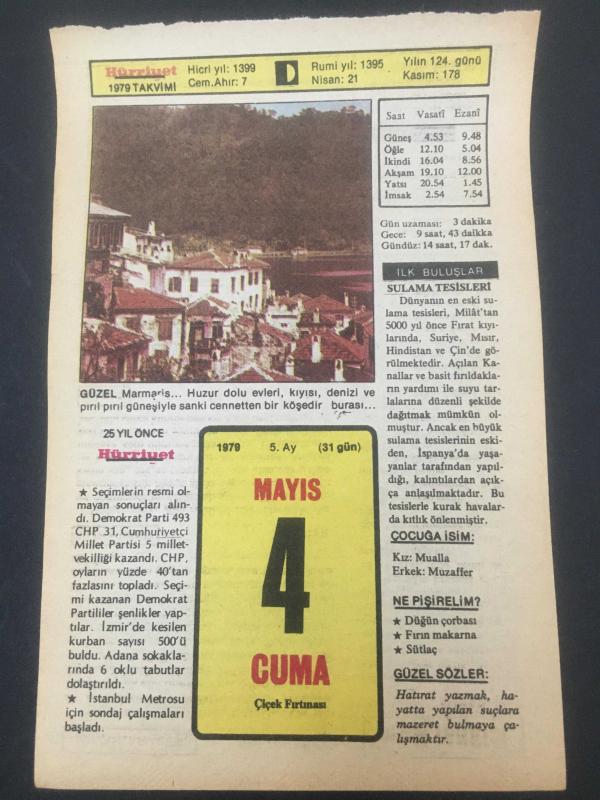 Hürriyet
1979 TAKVİMİ
Hicri yıl: 1399
Cem.Ahır: 7
Rumi yıl: 1395
Nisan: 21
Yılın 124. günü
Kasım: 178
Saat Vasatî Ezanî
Güneş 4.53 9.48
Öğle 12.10 5.04
İkindi 16.04 8.56
Akşam 19.10 12.00
Yatsı 20.54 1.45
İmsak 2.54 7.54
Gün uzaması: 3 dakika
Gece: 9 saat, 43 daikka
Gündüz: 14 saat, 17 dak.
İLK BULUŞLAR
SULAMA TESİSLERİ
Dünyanın en eski su-
lama tesisleri, Milât'tan
5000 yıl önce Fırat kıyı-
larında, Suriye, Mısır,
Hindistan ve Çin'de gö-
rülmektedir. Açılan Ka-
nallar ve basit fırıldakla-
rın yardımı ile suyu tar-
lalarına düzenli şekilde
dağıtmak mümkün ol-
muştur. Ancak en büyük
sulama tesislerinin eski-
den, İspanya'da yaşa-
yanlar tarafından yapıl-
dığı, kalıntılardan açık-
ça anlaşılmaktadır. Bu
tesislerle kurak havalar-
da kıtlık önlenmiştir.
ÇOCUĞA İSİM:
Kız: Mualla
Erkek: Muzaffer
NE PİŞİRELİM?
★ Düğün çorbası
★ Fırın makarna
★ Sütlaç
GÜZEL SÖZLER:
Hatırat yazmak, ha-
yatta yapılan suçlara
mazeret bulmaya ça-
lışmaktır.
GÜZEL Marmaris... Huzur dolu evleri, kıyısı, denizi ve
pırıl pırıl güneşiyle sanki cennetten bir köşedir burası...
25 YIL ÖNCE
Hürriyet
★ Seçimlerin resmi ol-
mayan sonuçları alın-
dı. Demokrat Parti 493
CHP 31, Cumhuriyetçi
Millet Partisi 5 millet-
vekilliği kazandı. CHP,
oyların yüzde 40'tan
fazlasını topladı. Seçi-
mi kazanan Demokrat
Partililer şenlikler yap-
tılar. İzmir'de kesilen
kurban sayısı 500'ü
buldu. Adana sokakla-
rında 6 oklu tabutlar
dolaştırıldı.
★ İstanbul Metrosu
için sondaj çalışmaları
başladı.
1979 5. Ay (31 gün)
MAYIS
4
CUMA
Çiçek Fırtınası